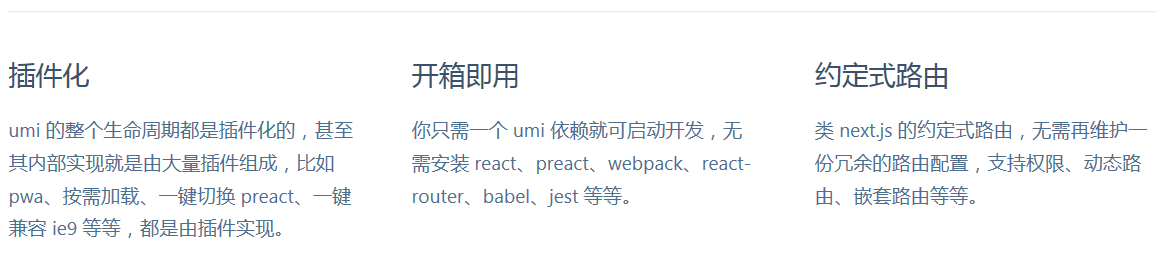 插件化
umi 的整个生命周期都是插件化的，甚至
其内部实现就是由大量插件组成，比如
pwa、按需加载、一键切换 preact、一键
兼容 ie9 等等，都是由插件实现。
开箱即用
你只需一个 umi 依赖就可启动开发，无
需安装 react、preact、webpack、react-
router、babel、jest 等等。
约定式路由
类 next.js 的约定式路由，无需再维护一
份冗余的路由配置，支持权限、动态路
由、嵌套路由等等。